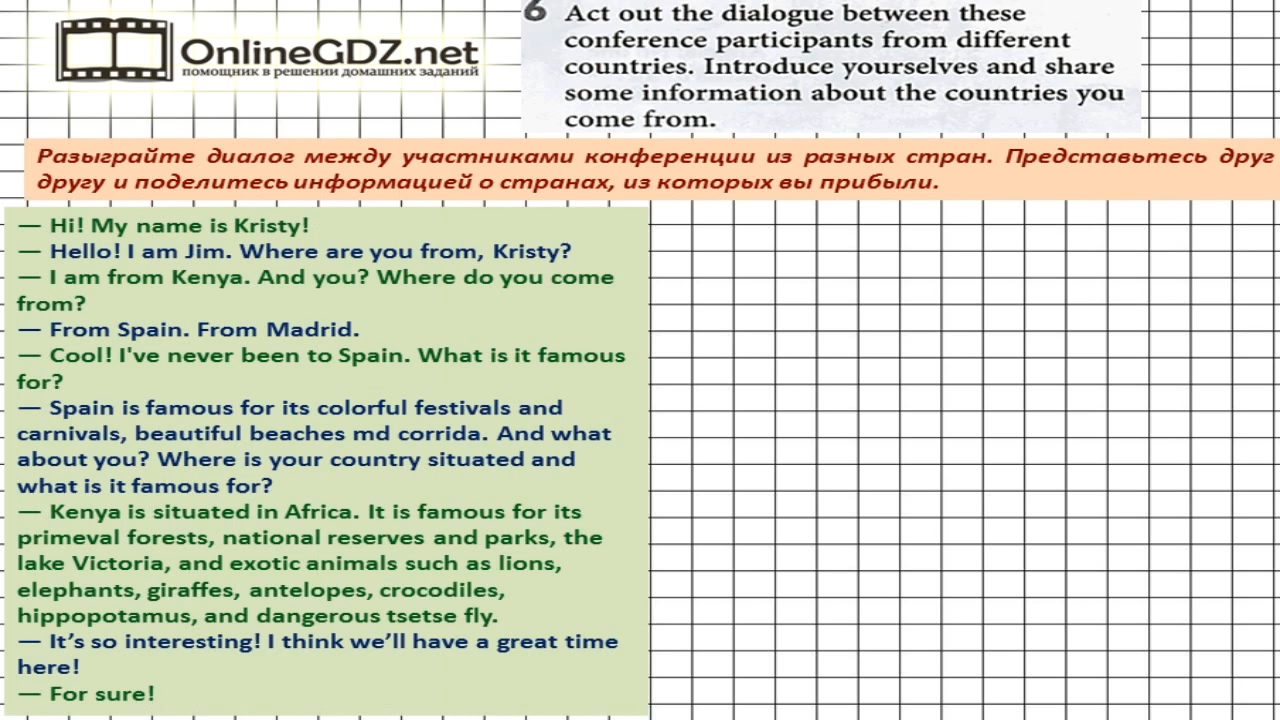 OnlineGDZ.net
помощник в решении домашних заданий
6 Act out the dialogue between these
conference participants from different
countries. Introduce yourselves and share
some information about the countries you
come from.
Разыграйте диалог между участниками конференции из разных стран. Представьтесь друг
другу и поделитесь информацией о странах, из которых вы прибыли.
— Hi! My name is Kristy!
— Hello! I am Jim. Where are you from, Kristy?
— I am from Kenya. And you? Where do you come
from?
— From Spain. From Madrid.
— Cool! I've never been to Spain. What is it famous
for?
— Spain is famous for its colorful festivals and
carnivals, beautiful beaches md corrida. And what
about you? Where is your country situated and
what is it famous for?
— Kenya is situated in Africa. It is famous for its
primeval forests, national reserves and parks, the
lake Victoria, and exotic animals such as lions,
elephants, giraffes, antelopes, crocodiles,
hippopotamus, and dangerous tsetse fly.
— It’s so interesting! I think we’ll have a great time
here!
— For sure!